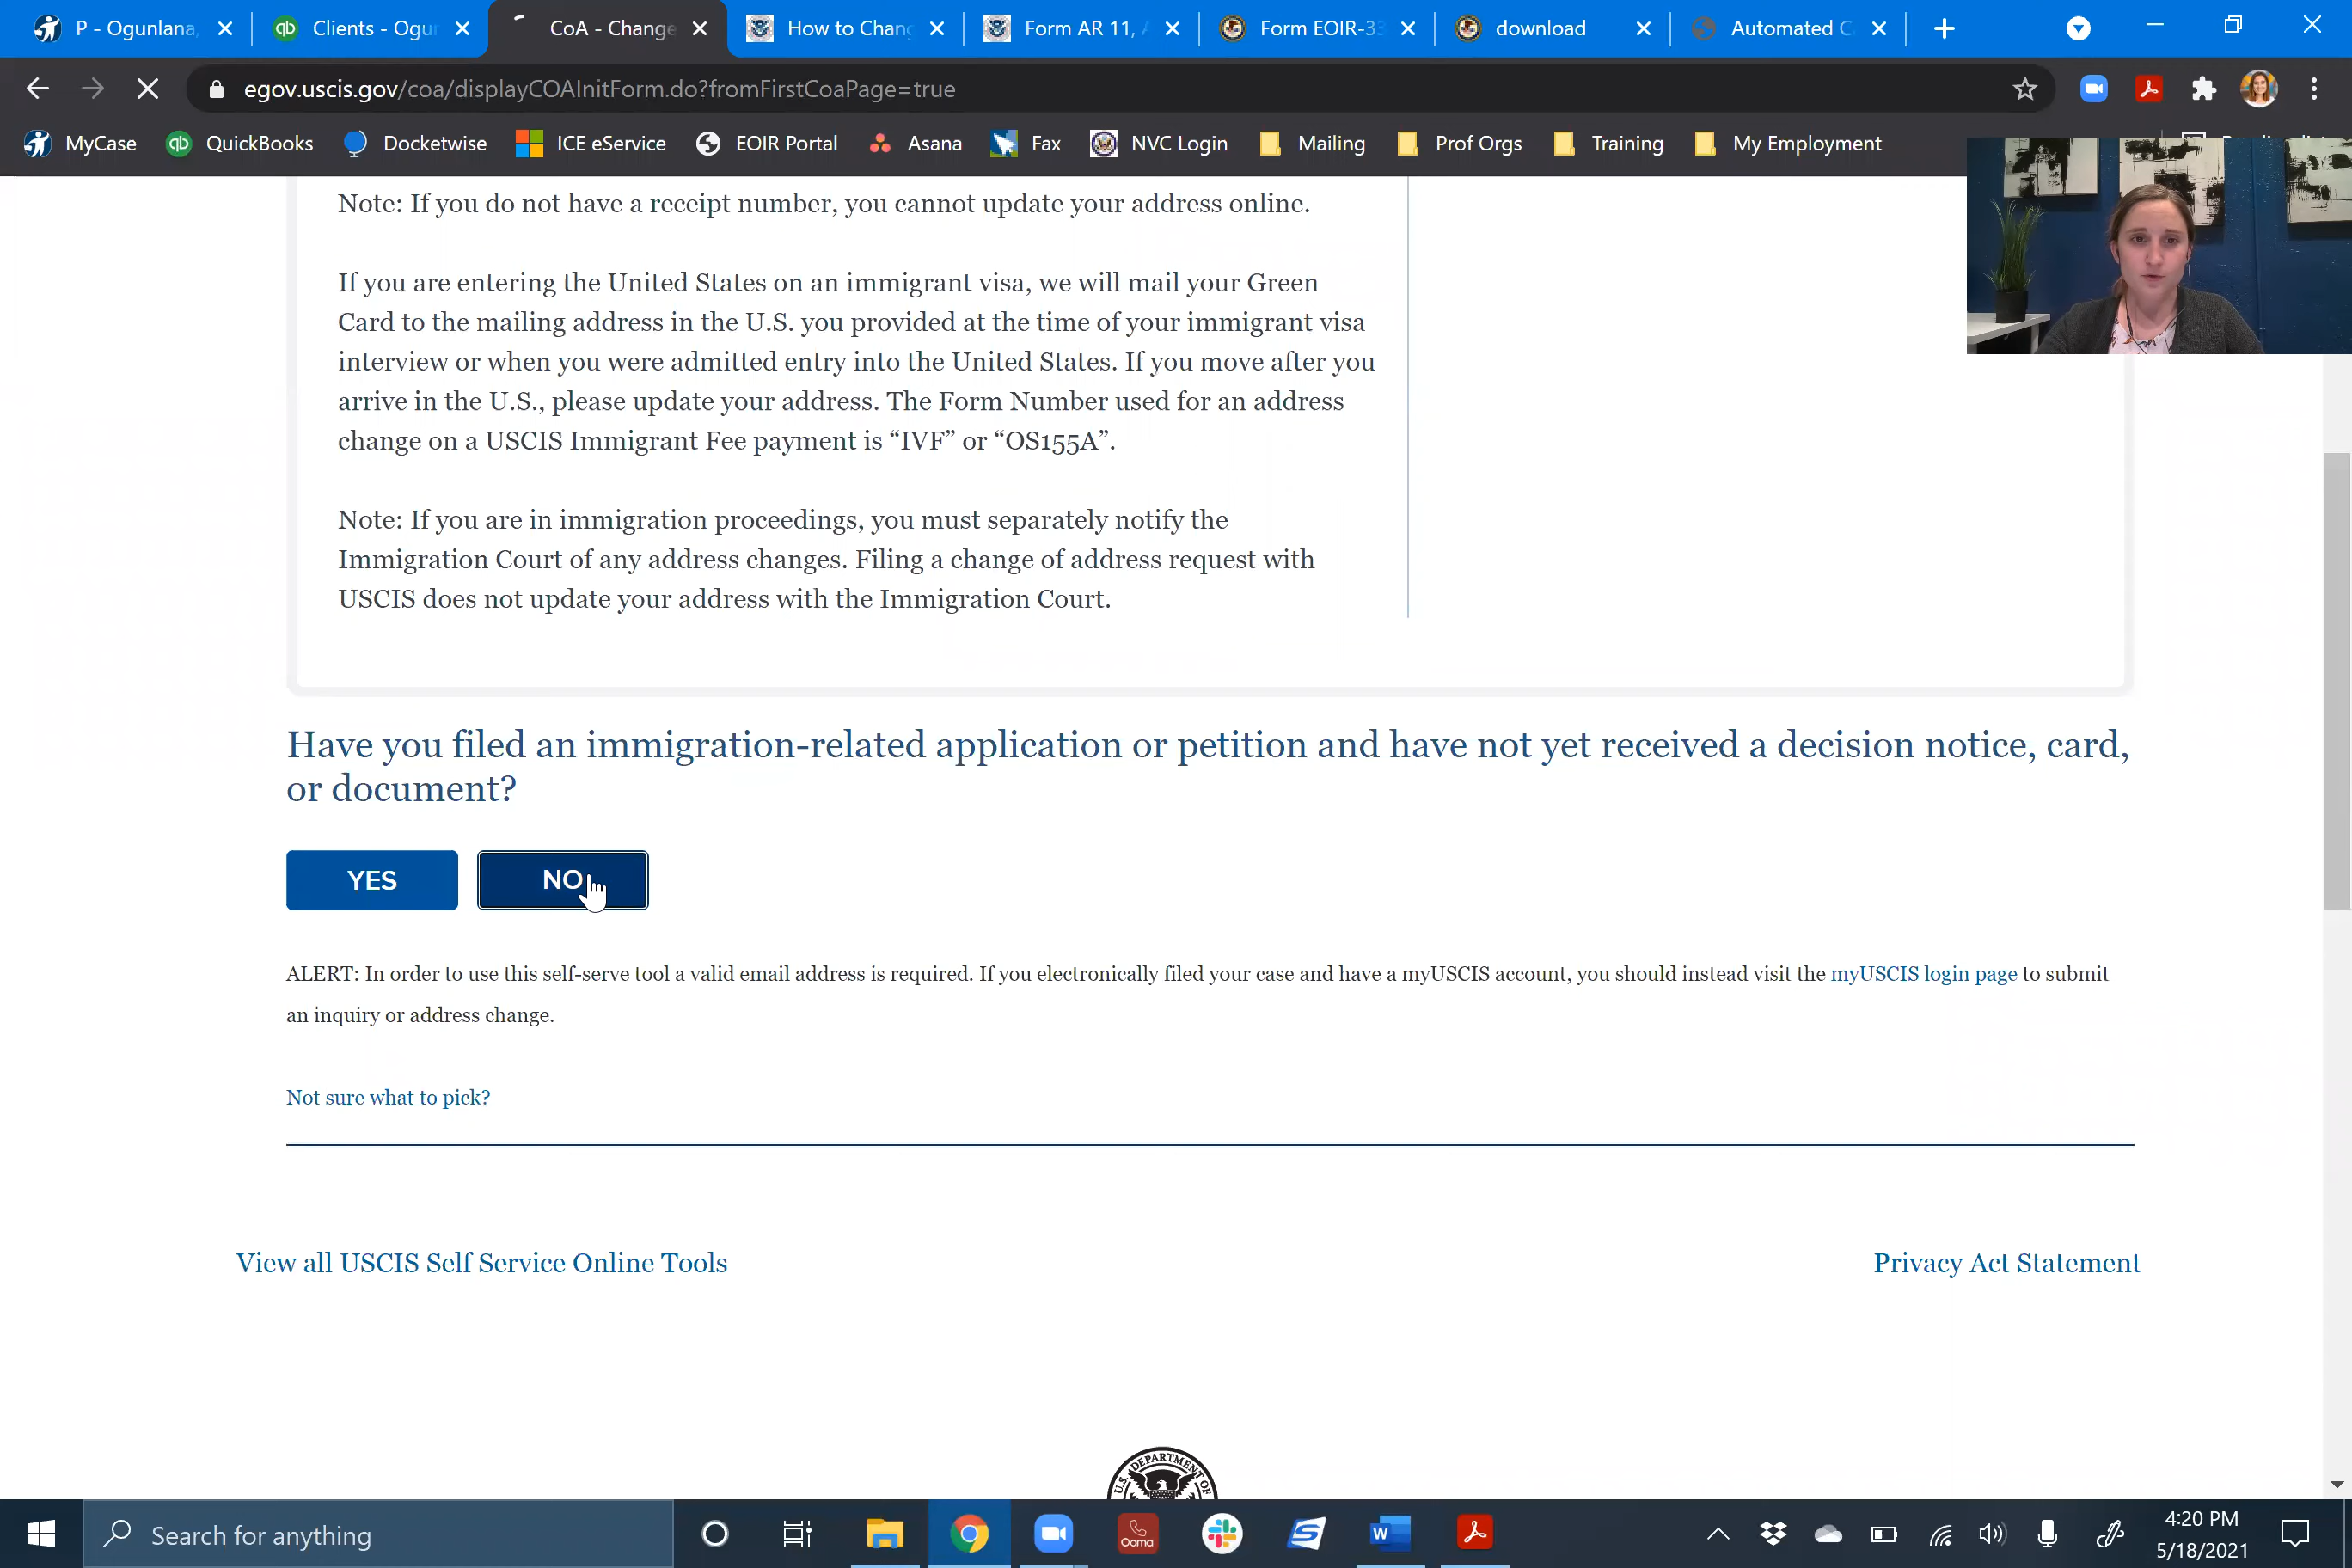 P - Ogunlana,
Clients - Ogun
CoA - Change
How to Chang
Form AR 11, A
Form EOIR-33
download
Automated C
egov.uscis.gov/coa/displayCOAInitForm.do?fromFirstCoaPage=true
MyCase
QuickBooks
Docketwise
ICE eService
EOIR Portal
Asana
Fax
NVC Login
Mailing
Prof Orgs
Training
My Employment
Note: If you do not have a receipt number, you cannot update your address online.
If you are entering the United States on an immigrant visa, we will mail your Green
Card to the mailing address in the U.S. you provided at the time of your immigrant visa
interview or when you were admitted entry into the United States. If you move after you
arrive in the U.S., please update your address. The Form Number used for an address
change on a USCIS Immigrant Fee payment is “IVF” or “OS155A”.
Note: If you are in immigration proceedings, you must separately notify the
Immigration Court of any address changes. Filing a change of address request with
USCIS does not update your address with the Immigration Court.
Have you filed an immigration-related application or petition and have not yet received a decision notice, card,
or document?
YES
NO
ALERT: In order to use this self-serve tool a valid email address is required. If you electronically filed your case and have a myUSCIS account, you should instead visit the myUSCIS login page to submit
an inquiry or address change.
Not sure what to pick?
View all USCIS Self Service Online Tools
Privacy Act Statement
U.S. DEPARTMENT OF
Search for anything
Ooma
4:20 PM
5/18/2021